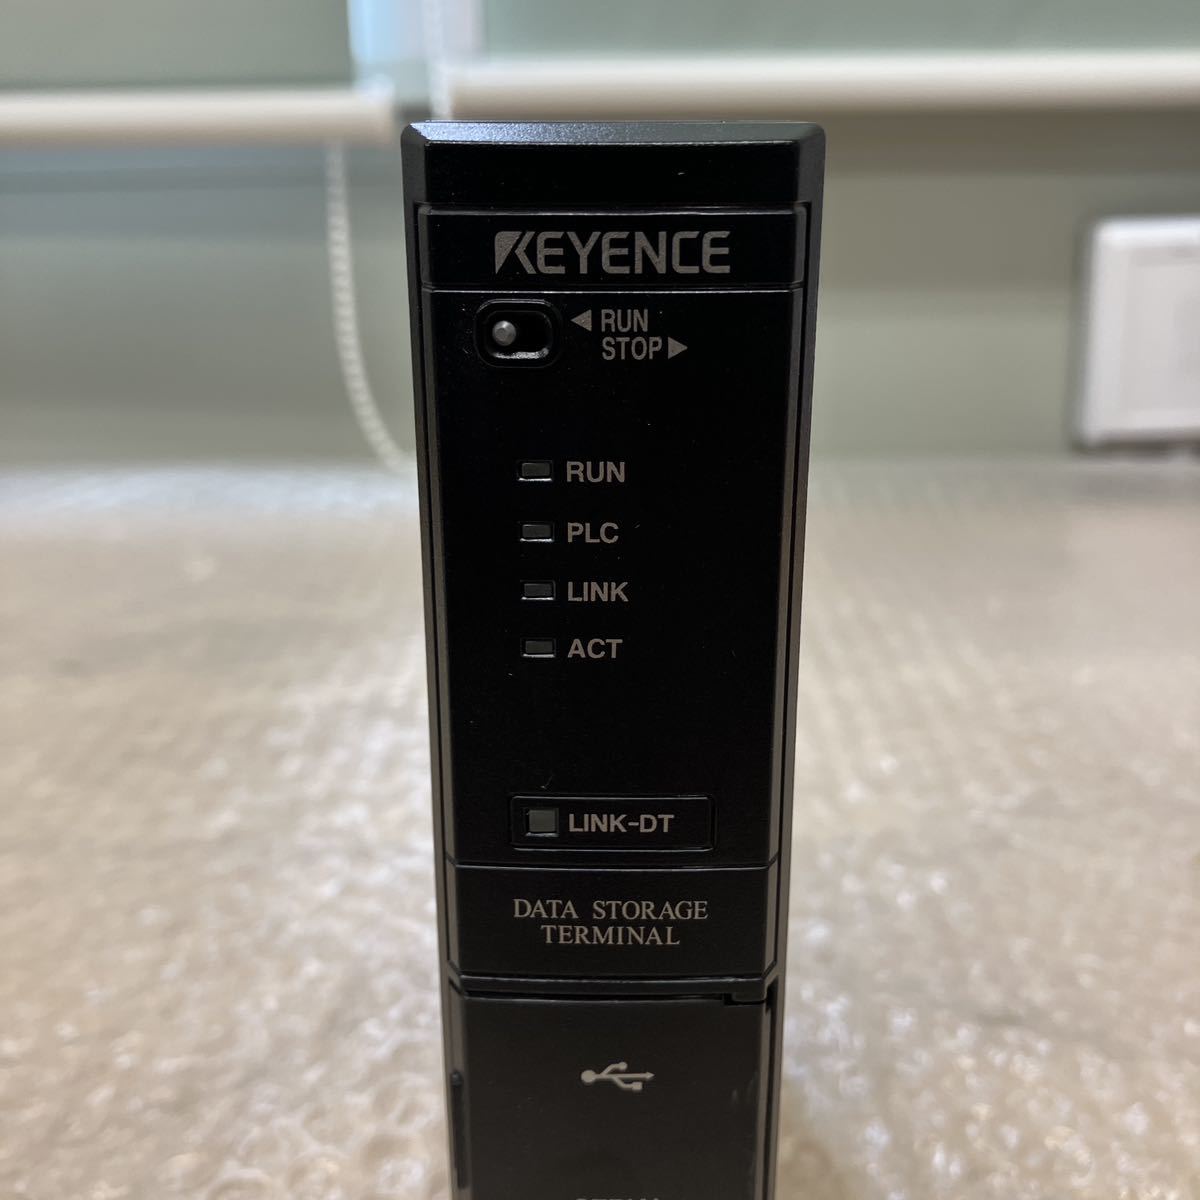 KEYENCE
◀ RUN
STOP ▶
RUN
PLC
LINK
ACT
LINK-DT
DATA STORAGE
TERMINAL